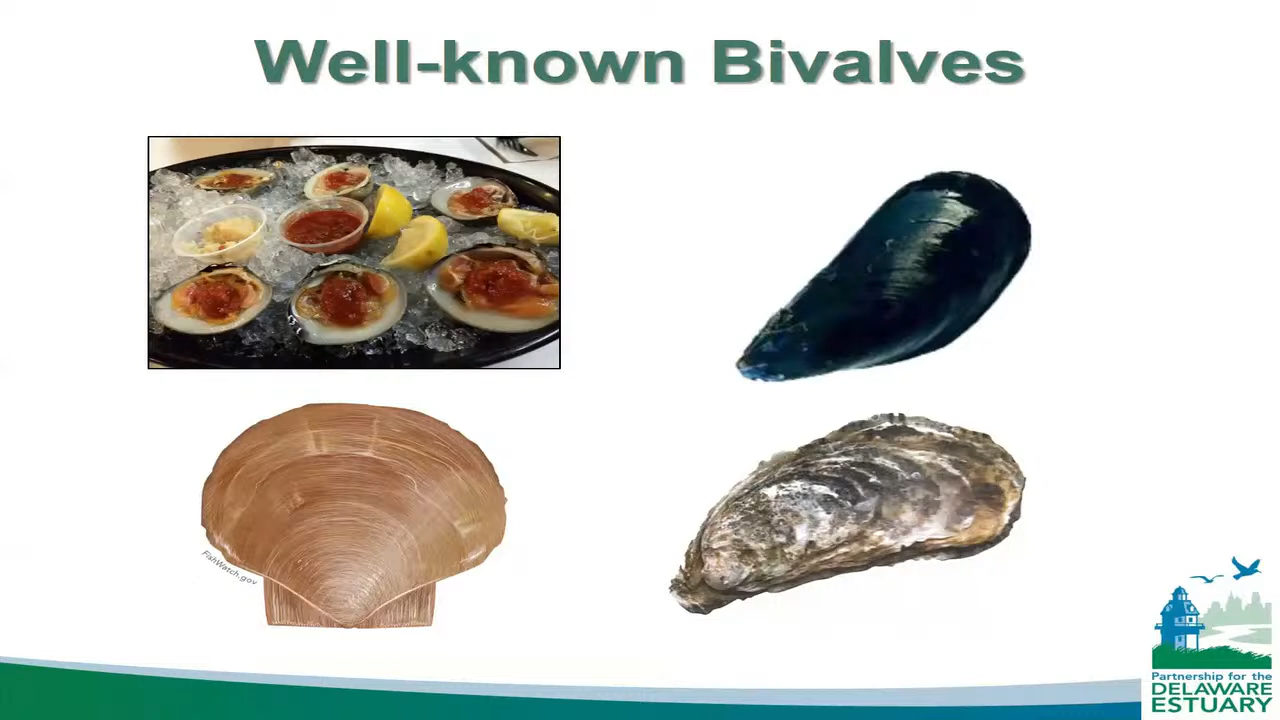 Well-known Bivalves
FishWatch.gov
Partnership for the
DELAWARE
ESTUARY